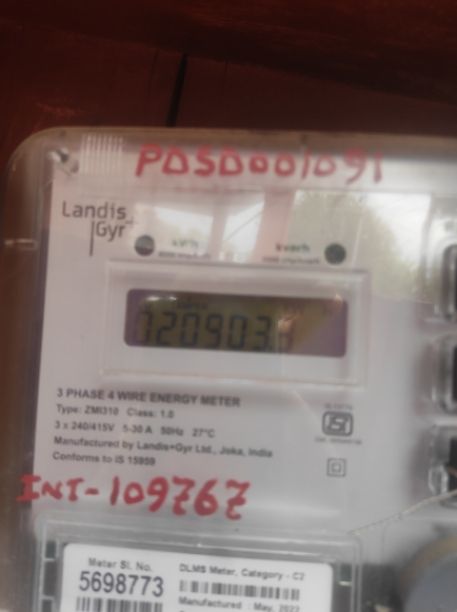 PDSD001091
Landis
Gyr+
kWh
kvarh
020903.
3 PHASE 4 WIRE ENERGY METER
Type: ZMI310 Class: 1.0
3 x 240/415V 5-30 A 50Hz 27°C
Manufactured by Landis+Gyr Ltd., Joka, India
Conforms to IS 15959
ISI
INT-109767
Meter Sl. No.
5698773
DLMS Meter, Category - C2
Manufactured : May, 2022